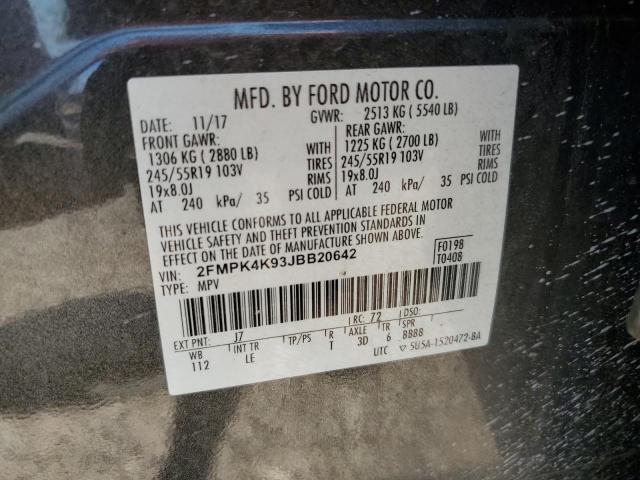 MFD. BY FORD MOTOR CO.
DATE: 11/17 GVWR: 2513 KG (5540 LB)
FRONT GAWR: REAR GAWR:
1306 KG (2880 LB) WITH 1225 KG (2700 LB) WITH
245/55R19 103V TIRES 245/55R19 103V TIRES
19x8.0J RIMS 19x8.0J RIMS
AT 240 kPa/ 35 PSI COLD AT 240 kPa/ 35 PSI COLD
THIS VEHICLE CONFORMS TO ALL APPLICABLE FEDERAL MOTOR
VEHICLE SAFETY AND THEFT PREVENTION STANDARDS IN
EFFECT ON THE DATE OF MANUFACTURE SHOWN ABOVE.
VIN: 2FMPK4K93JBB20642 F0198
TYPE: MPV T0408
EXT PNT: J7 RC: 72 DSO:
WB INT TR TP/PS R AXLE TR SPR
112 LE T 3D 6 BBBB
UTC 5U5A-1520472-BA